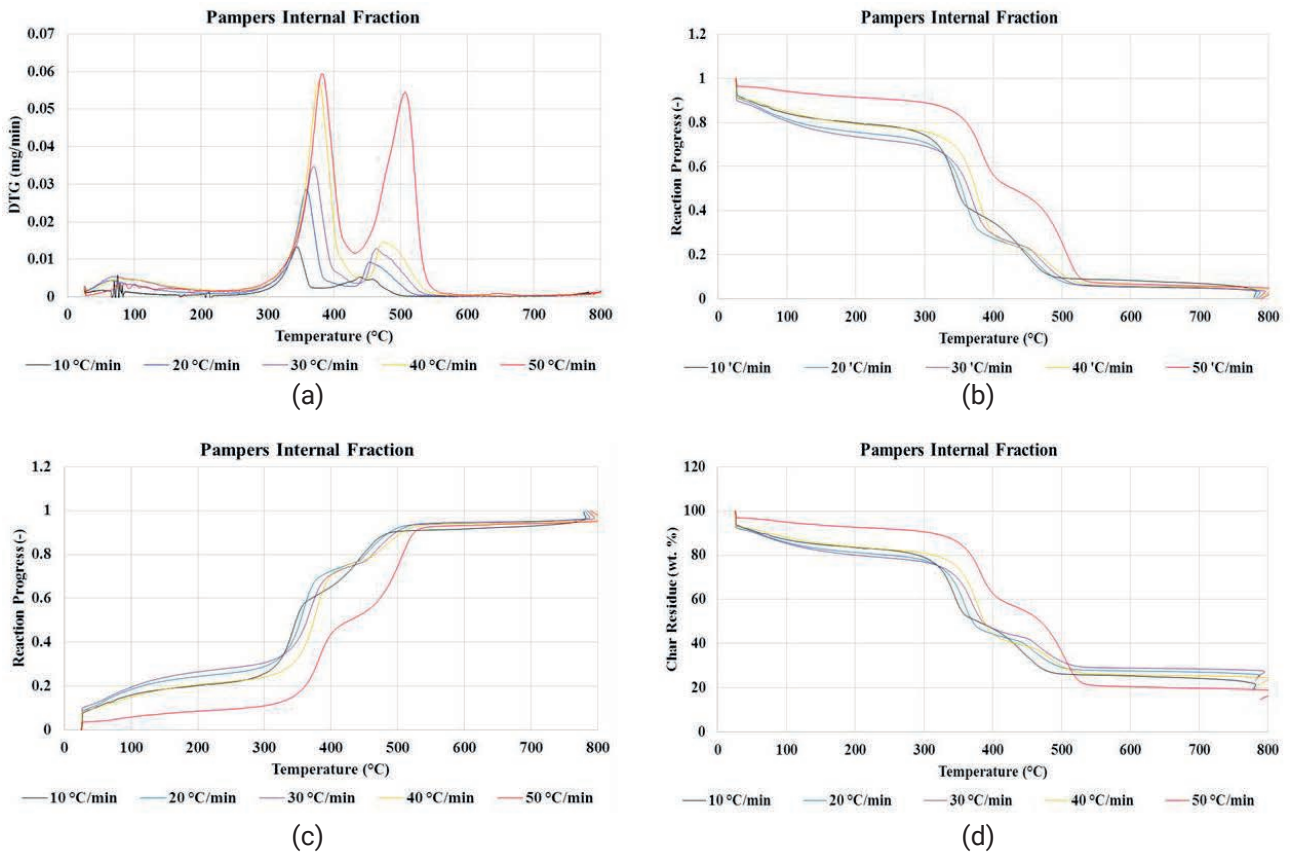 Pampers Internal Fraction
0.07
0.06
0.05
0.04
0.03
0.02
0.01
0
DTG (mg/min)
0 100 200 300 400 500 600 700 800
Temperature (°C)
10 °C/min 20 °C/min 30 °C/min 40 °C/min 50 °C/min
(a)
Pampers Internal Fraction
1.2
1
0.8
0.6
0.4
0.2
0
Reaction Progress (-)
0 100 200 300 400 500 600 700 800
Temperature (°C)
10 'C/min 20 'C/min 30 'C/min 40 'C/min 50 'C/min
(b)
Pampers Internal Fraction
1.2
1
0.8
0.6
0.4
0.2
0
Reaction Progress (-)
0 100 200 300 400 500 600 700 800
Temperature (°C)
10 °C/min 20 °C/min 30 °C/min 40 °C/min 50 °C/min
(c)
Pampers Internal Fraction
120
100
80
60
40
20
0
Char Residue (wt. %)
0 100 200 300 400 500 600 700 800
Temperature (°C)
10 °C/min 20 °C/min 30 °C/min 40 °C/min 50 °C/min
(d)